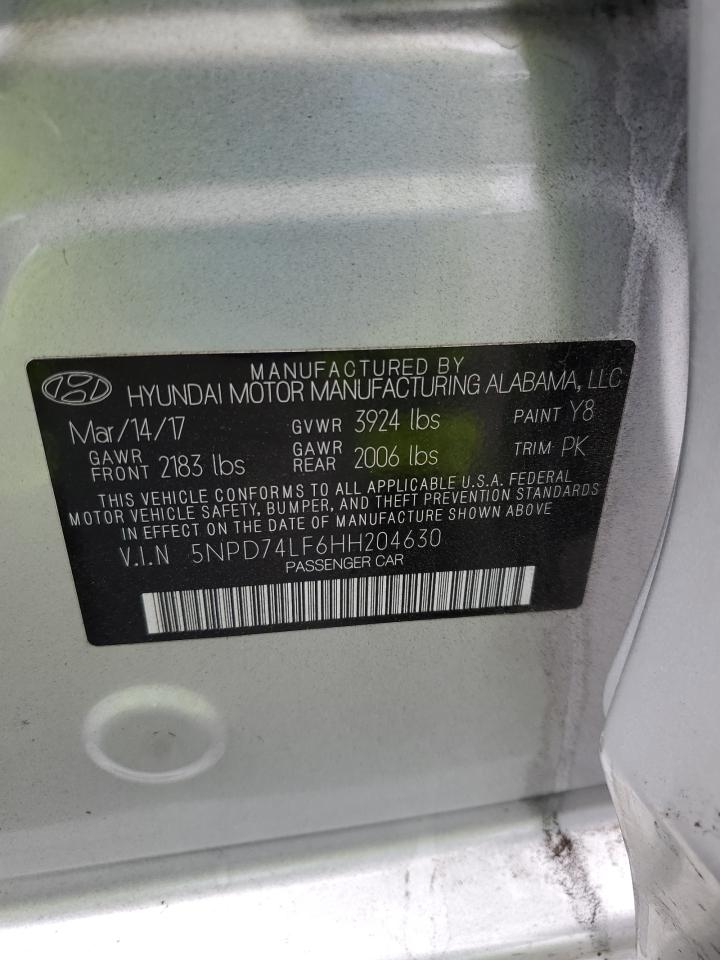 MANUFACTURED BY
HYUNDAI MOTOR MANUFACTURING ALABAMA, LLC
Mar/14/17 GVWR 3924 lbs PAINT Y8
GAWR FRONT 2183 lbs GAWR REAR 2006 lbs TRIM PK
THIS VEHICLE CONFORMS TO ALL APPLICABLE U.S.A. FEDERAL
MOTOR VEHICLE SAFETY, BUMPER, AND THEFT PREVENTION STANDARDS
IN EFFECT ON THE DATE OF MANUFACTURE SHOWN ABOVE
V.I.N 5NPD74LF6HH204630
PASSENGER CAR